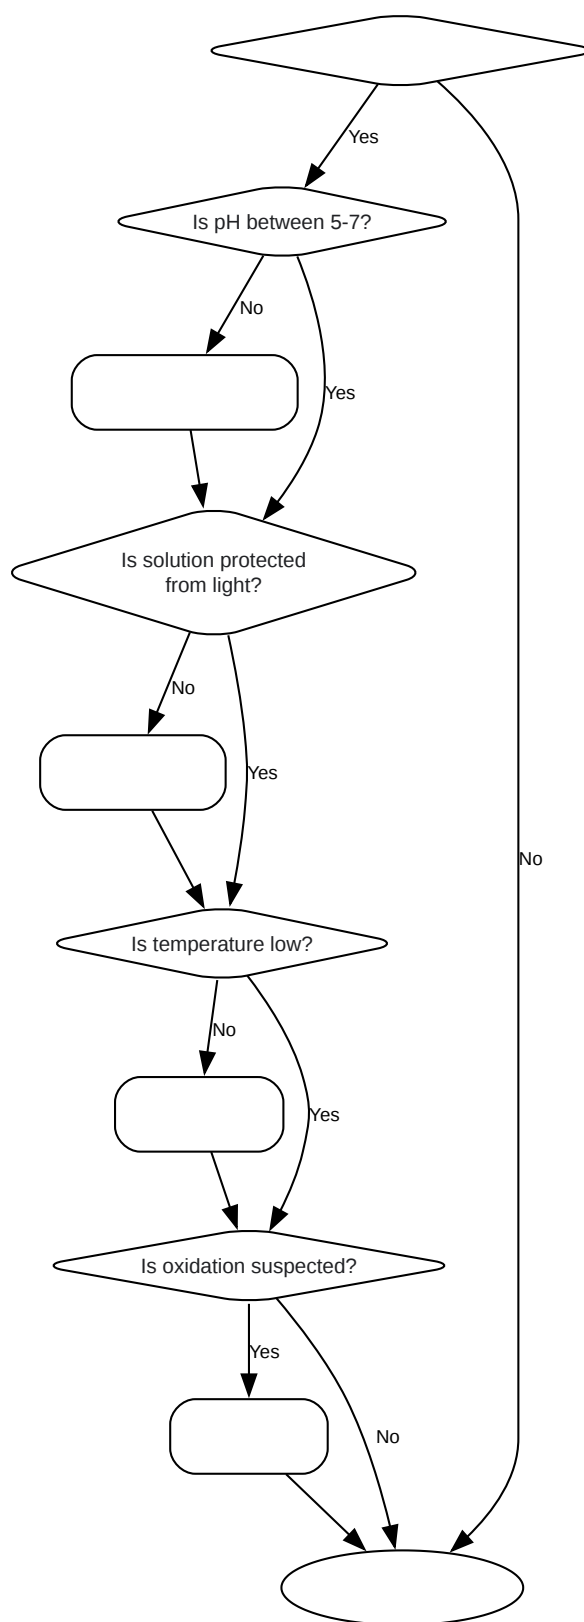 Yes
Is pH between 5-7?
No
Yes
Is solution protected
from light?
No
Yes
No
Is temperature low?
No
Yes
Is oxidation suspected?
Yes
No